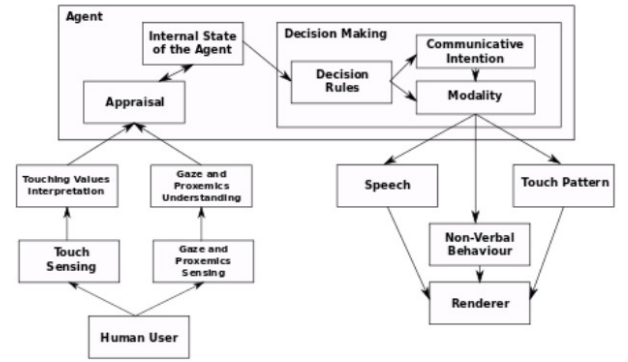 Agent
Internal State
of the Agent
Decision Making
Communicative
Intention
Decision
Rules
Appraisal
Modality
Touching Values
Interpretation
Gaze and
Proxemics
Understanding
Speech
Touch Pattern
Touch
Sensing
Gaze and
Proxemics
Sensing
Non-Verbal
Behaviour
Renderer
Human User